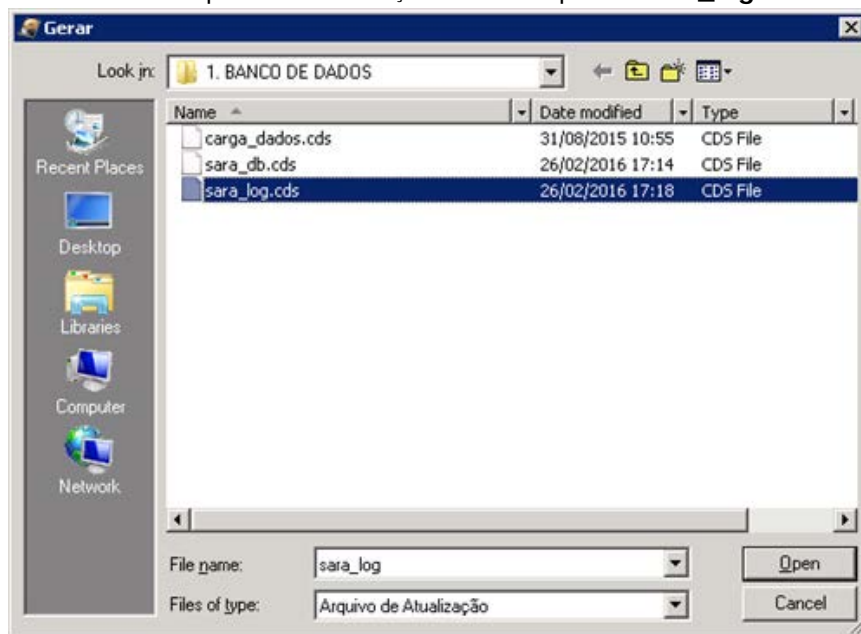 Gerar
Look in: 1. BANCO DE DADOS
Name Date modified Type
carga_dados.cds 31/08/2015 10:55 CDS File
sara_db.cds 26/02/2016 17:14 CDS File
sara_log.cds 26/02/2016 17:18 CDS File
Recent Places
Desktop
Libraries
Computer
Network
File name: sara_log Open
Files of type: Arquivo de Atualização Cancel